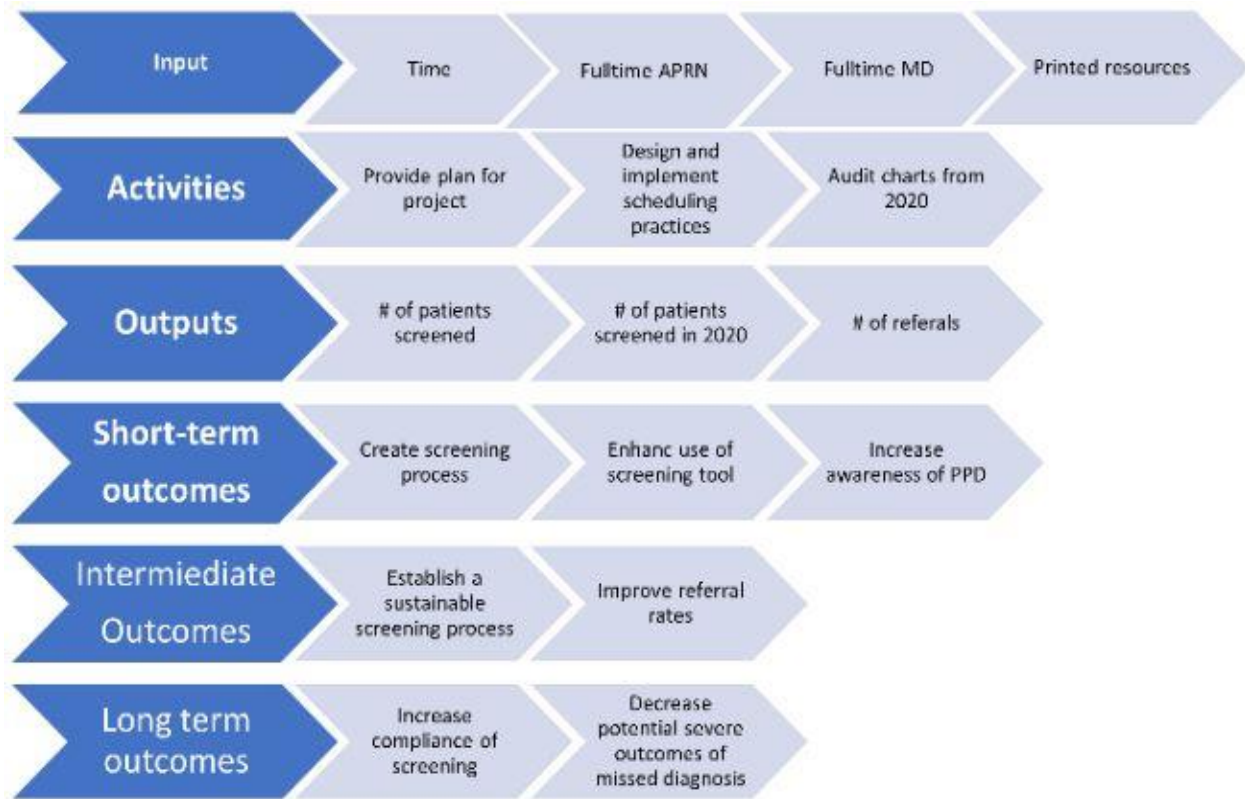 Input
Time
Fulltime APRN
Fulltime MD
Printed resources
Activities
Provide plan for
project
Design and
implement
scheduling
practices
Audit charts from
2020
Outputs
# of patients
screened
# of patients
screened in 2020
# of referals
Short-term
outcomes
Create screening
process
Enhanc use of
screening tool
Increase
awareness of PPD
Intermiediate
Outcomes
Establish a
sustainable
screening process
Improve referral
rates
Long term
outcomes
Increase
compliance of
screening
Decrease
potential severe
outcomes of
missed diagnosis